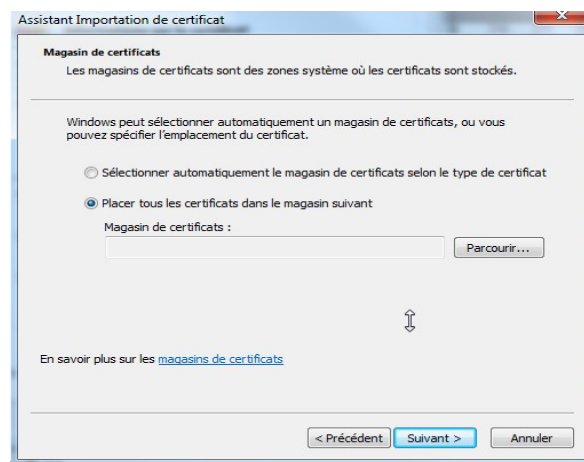 Assistant Importation de certificat
Magasin de certificats
Les magasins de certificats sont des zones système où les certificats sont stockés.
Windows peut sélectionner automatiquement un magasin de certificats, ou vous
pouvez spécifier l'emplacement du certificat.
Sélectionner automatiquement le magasin de certificats selon le type de certificat
Placer tous les certificats dans le magasin suivant
Magasin de certificats :
Parcourir...
En savoir plus sur les magasins de certificats
< Précédent Suivant > Annuler